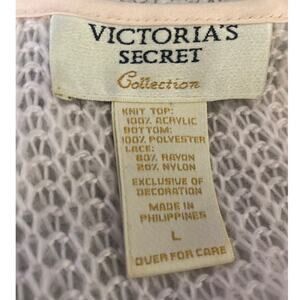 VICTORIA'S
SECRET
Collection
KNIT TOP:
100% ACRYLIC
BOTTOM:
100% POLYESTER
LACE:
80% RAYON
20% NYLON
EXCLUSIVE OF
DECORATION
MADE IN
PHILIPPINES
L
OVER FOR CARE